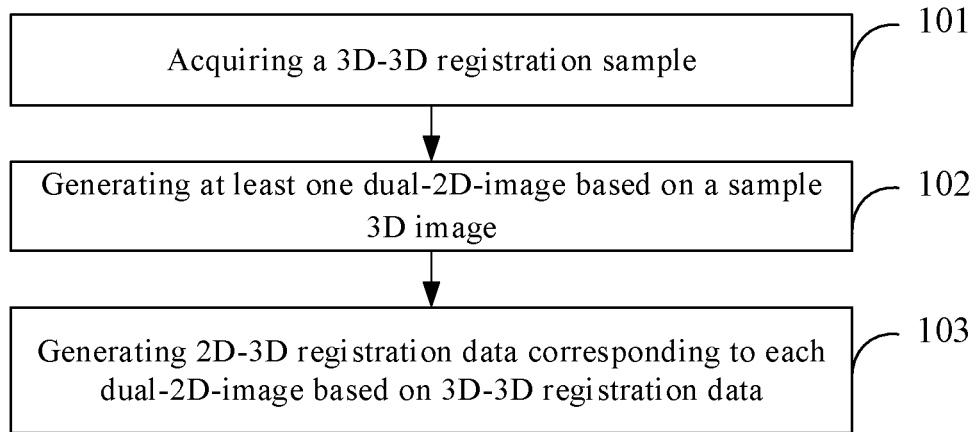 Acquiring a 3D-3D registration sample
101
Generating at least one dual-2D-image based on a sample
3D image
102
Generating 2D-3D registration data corresponding to each
dual-2D-image based on 3D-3D registration data
103